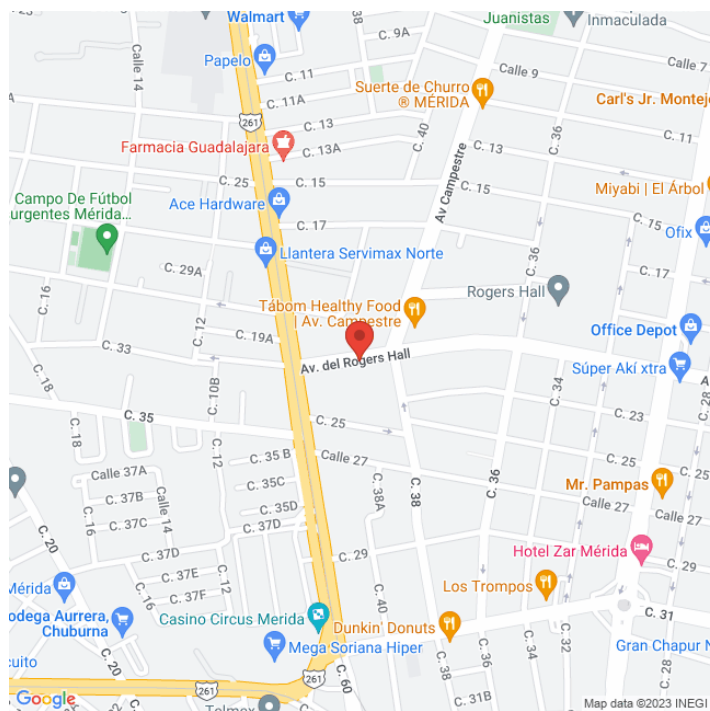 Walmart
Papelo
Calle 14
C. 9A
Juanistas
Inmaculada
C. 11
Calle 9
Calle 7
C. 11A
Suerte de Churro
® MÉRIDA
Carl's Jr. Montej
261
C. 13
C. 40
C. 36
C. 11
Farmacia Guadalajara
C. 13A
C. 13
C. 25
C. 15
Miyabi | El Árbol
Campo De Fútbol
urgentes Mérida...
Ace Hardware
Av Campestre
C. 15
C. 15
C. 17
Ofix
Llantera Servimax Norte
C. 36
C. 29A
C. 17
C. 16
Rogers Hall
Tábom Healthy Food
| Av. Campestre
C. 12
C. 19A
Office Depot
C. 33
Av. del Rogers Hall
Súper Akí xtra
A
C. 18
C. 10B
C. 34
C. 28
C. 35
C. 25
C. 23
C. 18
C. 12
C. 35 B
Calle 27
C. 36
C. 25
C. 25
Calle 37A
C. 35C
Mr. Pampas
C. 37B
C. 16
Calle 14
C. 35D
C. 38A
C. 38
Calle 27
Calle 27
C. 37C
C. 37D
C. 20
C. 37D
C. 29
Hotel Zar Mérida
C. 29
C. 37E
C. 12
Mérida
C. 37F
C. 40
Los Trompos
odega Aurrera,
Chuburna
Casino Circus Merida
Dunkin' Donuts
C. 31
C. 20
Mega Soriana Hiper
C. 38
C. 36
C. 34
C. 32
C. 28
Gran Chapur N
cuito
261
261
C. 60
C. 31B
Telmex
Google
Map data ©2023 INEGI